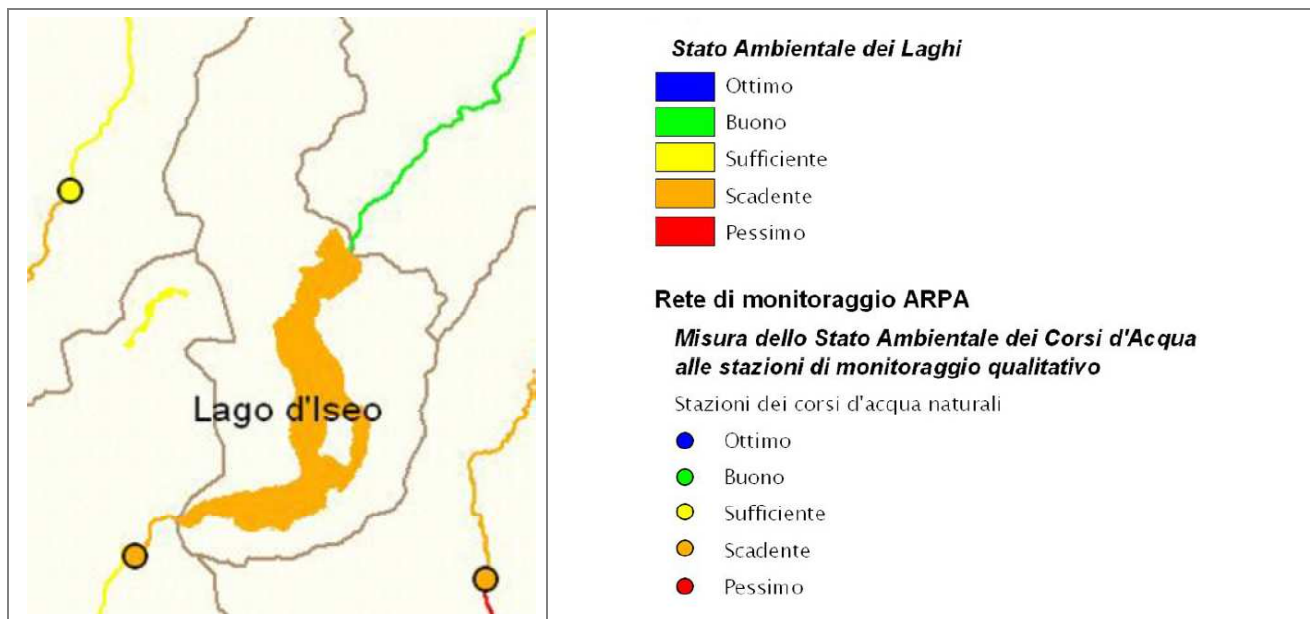 Lago d'Iseo
Stato Ambientale dei Laghi
Ottimo
Buono
Sufficiente
Scadente
Pessimo
Rete di monitoraggio ARPA
Misura dello Stato Ambientale dei Corsi d'Acqua
alle stazioni di monitoraggio qualitativo
Stazioni dei corsi d'acqua naturali
Ottimo
Buono
Sufficiente
Scadente
Pessimo